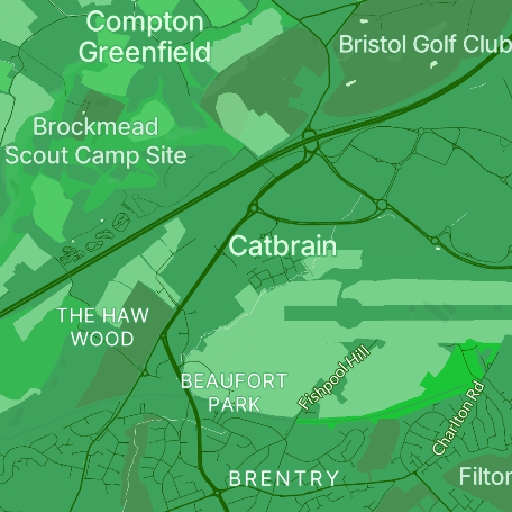 Compton
Greenfield
Bristol Golf Club
Brockmead
Scout Camp Site
Catbrain
THE HAW
WOOD
BEAUFORT
PARK
Fishpool Hill
Charlton Rd
BRENTRY
Filton